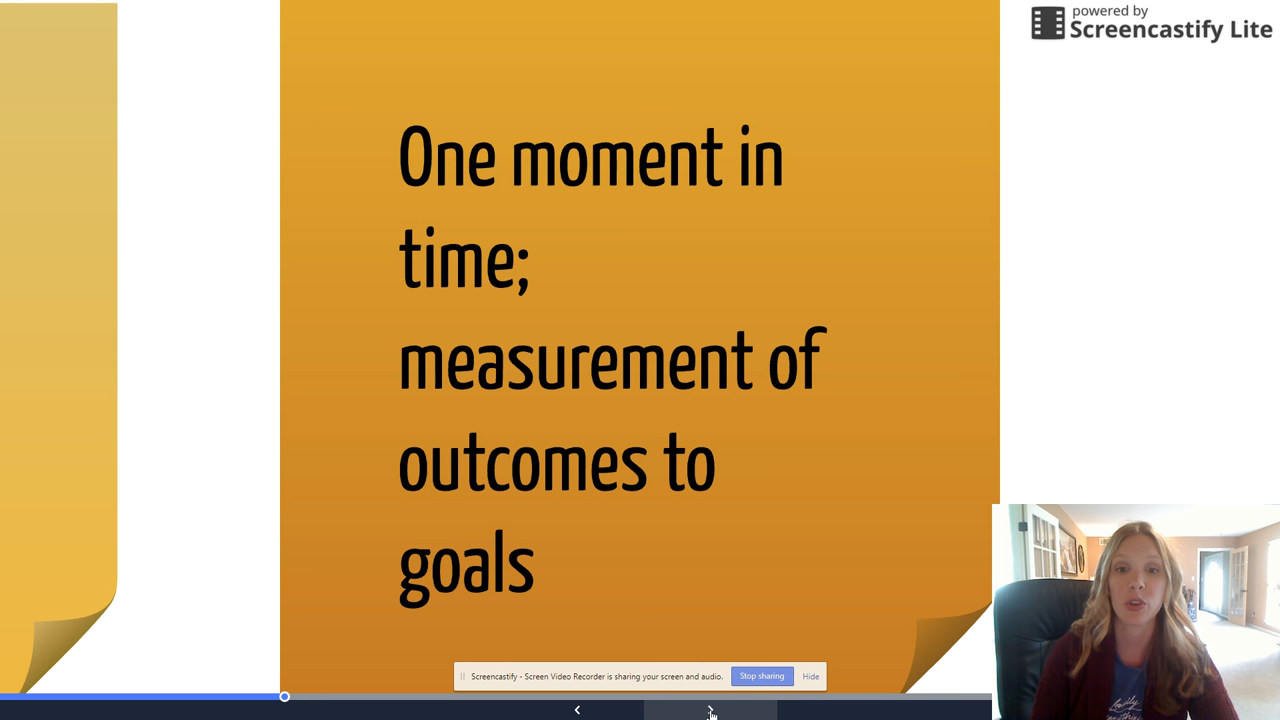 powered by
Screencastify Lite
One moment in
time;
measurement of
outcomes to
goals
Screencastify - Screen Video Recorder is sharing your screen and audio.
Stop sharing
Hide